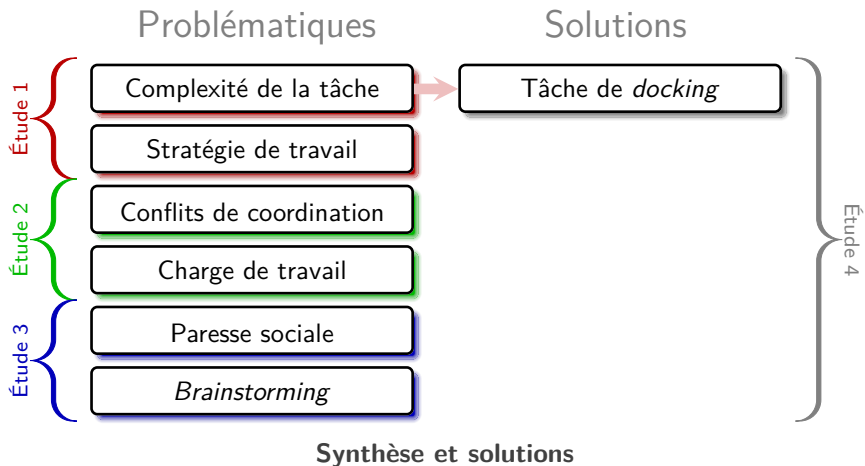 Problématiques
Solutions
Étude 1
Complexité de la tâche
Tâche de docking
Stratégie de travail
Étude 2
Conflits de coordination
Charge de travail
Étude 3
Paresse sociale
Brainstorming
Étude 4
Synthèse et solutions